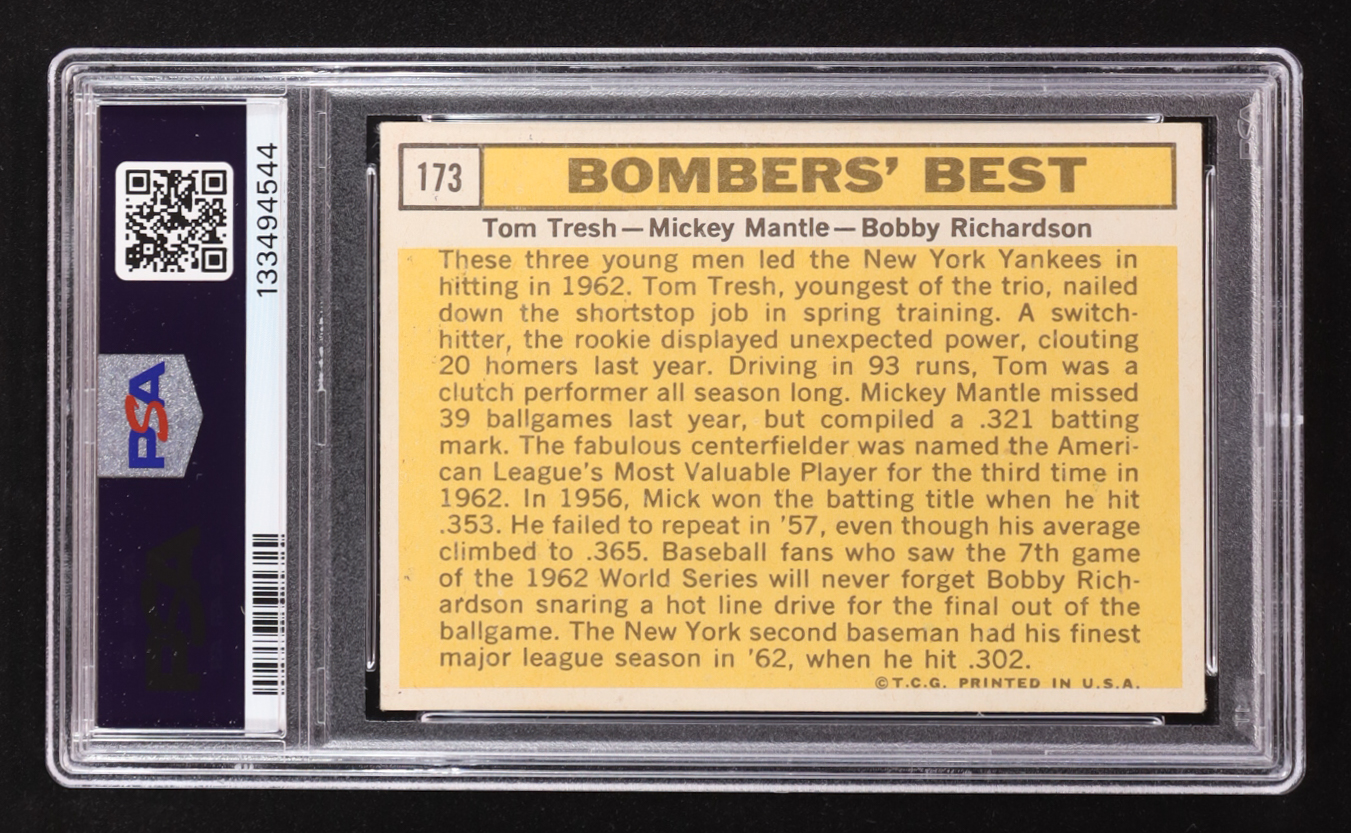 133494544
PSA
PSA
173
BOMBERS' BEST
Tom Tresh—Mickey Mantle—Bobby Richardson
These three young men led the New York Yankees in
hitting in 1962. Tom Tresh, youngest of the trio, nailed
down the shortstop job in spring training. A switch-
hitter, the rookie displayed unexpected power, clouting
20 homers last year. Driving in 93 runs, Tom was a
clutch performer all season long. Mickey Mantle missed
39 ballgames last year, but compiled a .321 batting
mark. The fabulous centerfielder was named the Ameri-
can League's Most Valuable Player for the third time in
1962. In 1956, Mick won the batting title when he hit
.353. He failed to repeat in '57, even though his average
climbed to .365. Baseball fans who saw the 7th game
of the 1962 World Series will never forget Bobby Rich-
ardson snaring a hot line drive for the final out of the
ballgame. The New York second baseman had his finest
major league season in '62, when he hit .302.
©T.C.G. PRINTED IN U.S.A.
PSA